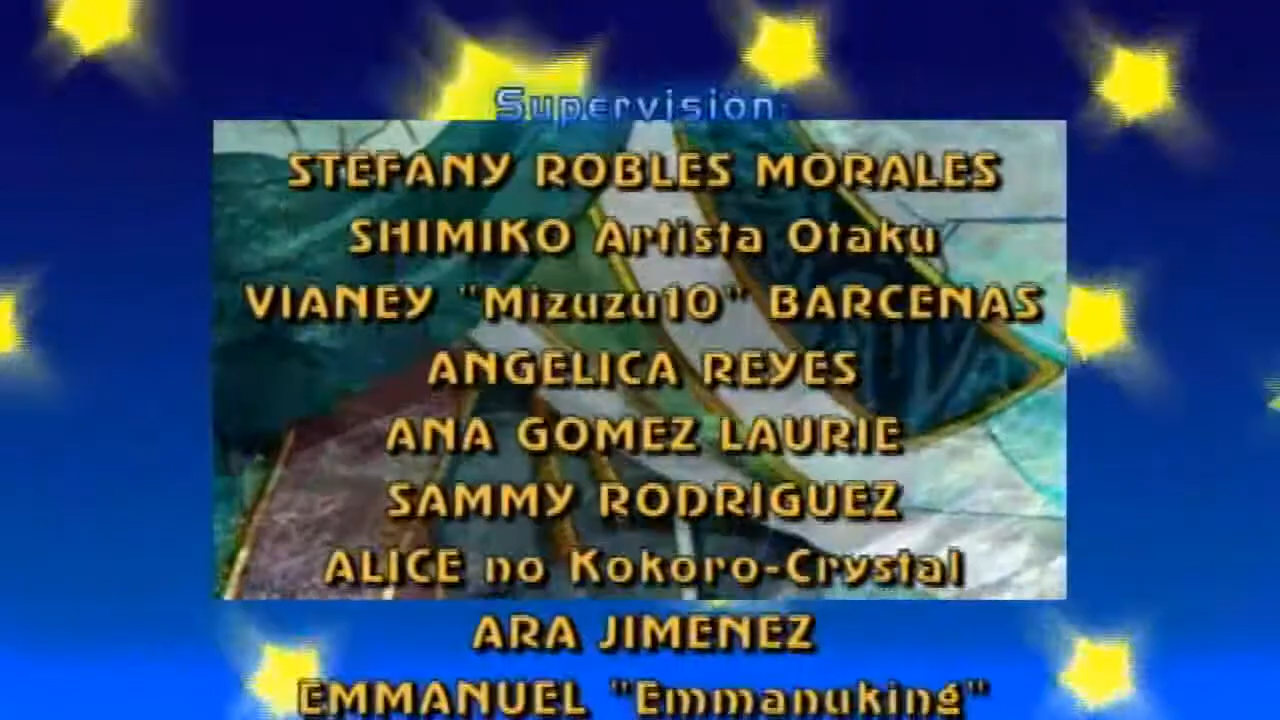 Supervisión
STEFANY ROBLES MORALES
SHIMIKO Artista Otaku
VIANEY "Mizuzu10" BARCENAS
ANGELICA REYES
ANA GOMEZ LAURIE
SAMMY RODRIGUEZ
ALICE no Kokoro-Crystal
ARA JIMENEZ
EMMANUEL "Emmanuking"